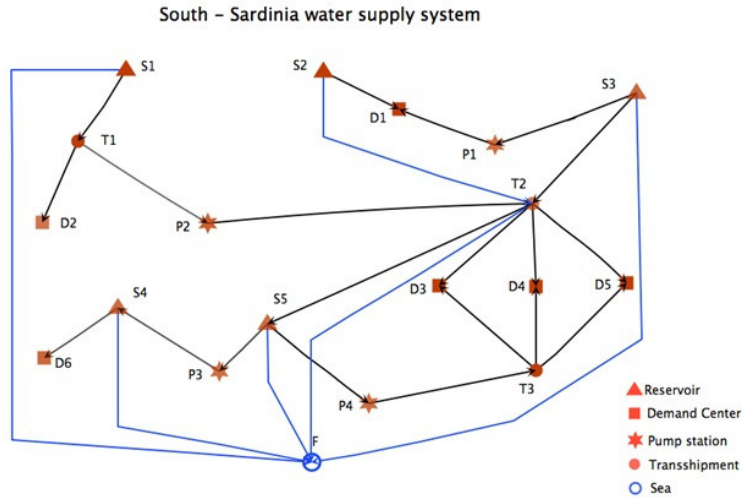 South - Sardinia water supply system
S1
S2
S3
D1
T1
P1
T2
D2
P2
S4
S5
D3
D4
D5
D6
P3
P4
T3
F
Reservoir
Demand Center
Pump station
Transshipment
Sea